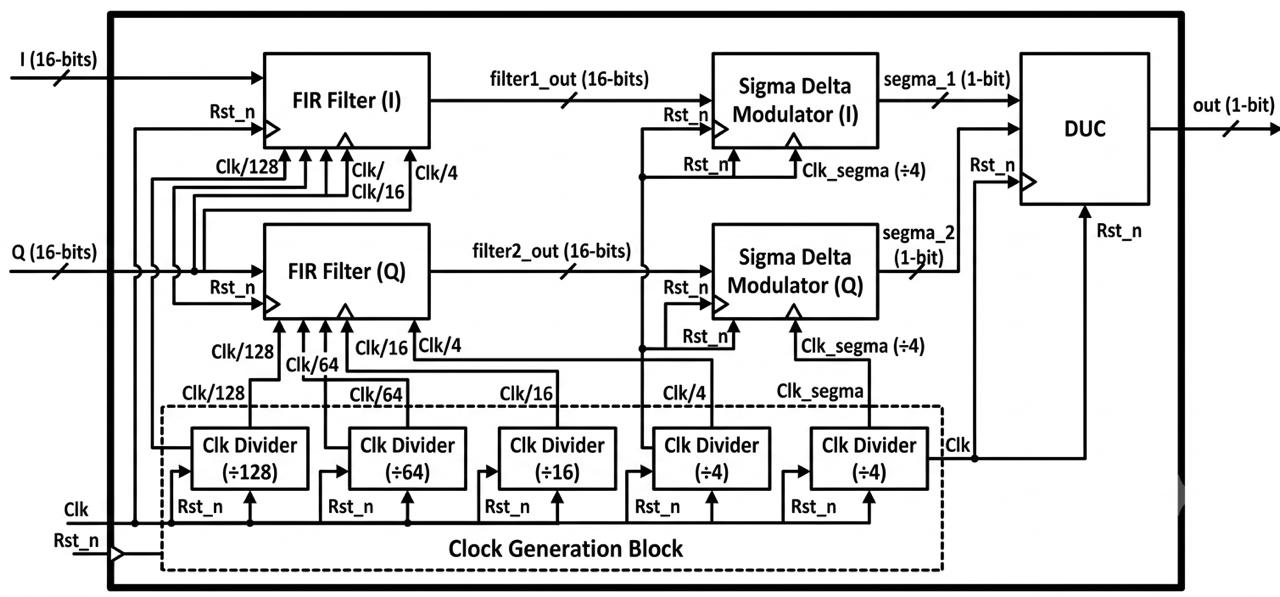 I (16-bits)
FIR Filter (I)
Rst_n
Clk/128
Clk/
Clk/16
Clk/4
filter1_out (16-bits)
Sigma Delta
Modulator (I)
Rst_n
Rst_n
Clk_segma (÷4)
segma_1 (1-bit)
DUC
Rst_n
Rst_n
out (1-bit)
Q (16-bits)
FIR Filter (Q)
Rst_n
Clk/128
Clk/64
Clk/16
Clk/4
filter2_out (16-bits)
Sigma Delta
Modulator (Q)
Rst_n
Rst_n
Clk_segma (÷4)
segma_2
(1-bit)
Clk/128
Clk/64
Clk/16
Clk/4
Clk_segma
Clk Divider
(÷128)
Clk Divider
(÷64)
Clk Divider
(÷16)
Clk Divider
(÷4)
Clk Divider
(÷4)
Clk
Rst_n
Rst_n
Rst_n
Rst_n
Rst_n
Clk
Rst_n
Clock Generation Block